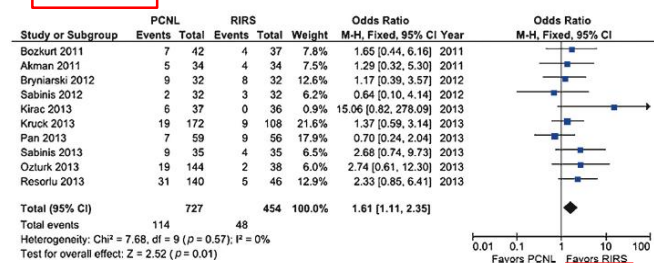 PCNL RIRS Odds Ratio Odds Ratio
Study or Subgroup Events Total Events Total Weight M-H, Fixed, 95% CI Year M-H, Fixed, 95% CI
Bozkurt 2011 7 42 4 37 7.8% 1.65 [0.44, 6.16] 2011
Akman 2011 5 34 4 34 7.4% 1.29 [0.32, 5.30] 2011
Bryniarski 2012 9 32 8 32 12.5% 1.17 [0.39, 3.57] 2012
Sabinis 2012 2 32 3 32 6.2% 0.64 [0.10, 4.14] 2012
Kirac 2013 6 37 0 36 0.9% 15.06 [0.82, 278.09] 2013
Kruck 2013 19 172 9 108 21.6% 1.37 [0.59, 3.14] 2013
Pan 2013 7 59 9 56 17.9% 0.70 [0.24, 2.04] 2013
Sabinis 2013 9 35 4 35 6.5% 2.68 [0.74, 9.73] 2013
Ozturk 2013 19 144 2 38 6.1% 2.74 [0.61, 12.30] 2013
Resorlu 2013 31 140 5 46 12.9% 2.33 [0.85, 6.41] 2013
Total (95% CI) 727 454 100.0% 1.61 [1.11, 2.35]
Total events 114 48
Heterogeneity: Chi² = 7.68, df = 9 (p = 0.57); I² = 0%
Test for overall effect: Z = 2.52 (p = 0.01)
0.01 0.1 1 10 100
Favors PCNL Favors RIRS